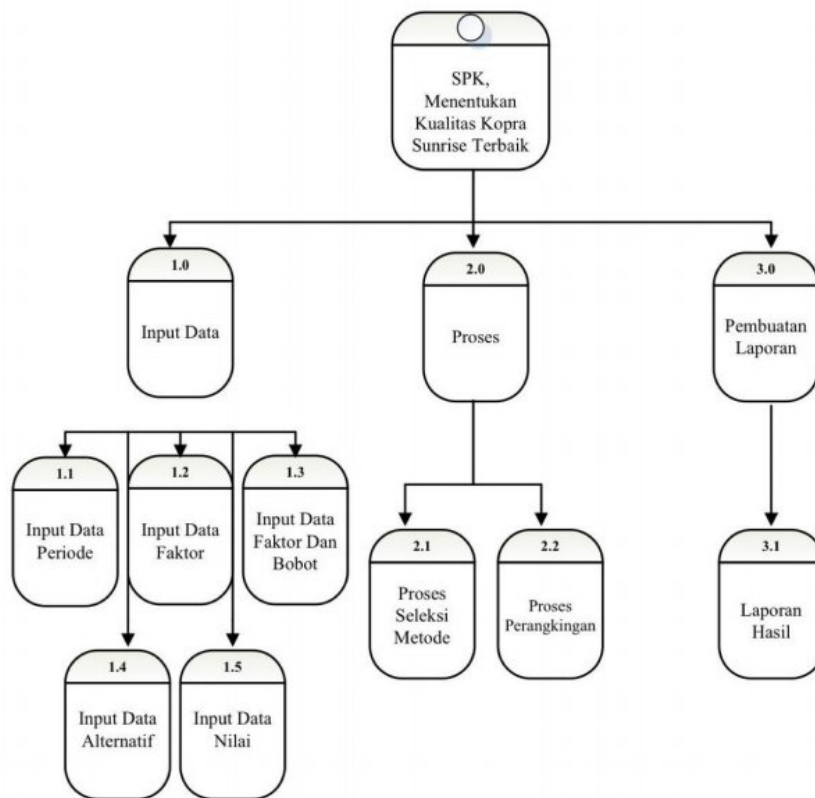 SPK,
Menentukan
Kualitas Kopra
Sunrise Terbaik
1.0
Input Data
2.0
Proses
3.0
Pembuatan
Laporan
1.1
Input Data
Periode
1.2
Input Data
Faktor
1.3
Input Data
Faktor Dan
Bobot
1.4
Input Data
Alternatif
1.5
Input Data
Nilai
2.1
Proses
Seleksi
Metode
2.2
Proses
Perangkingan
3.1
Laporan
Hasil